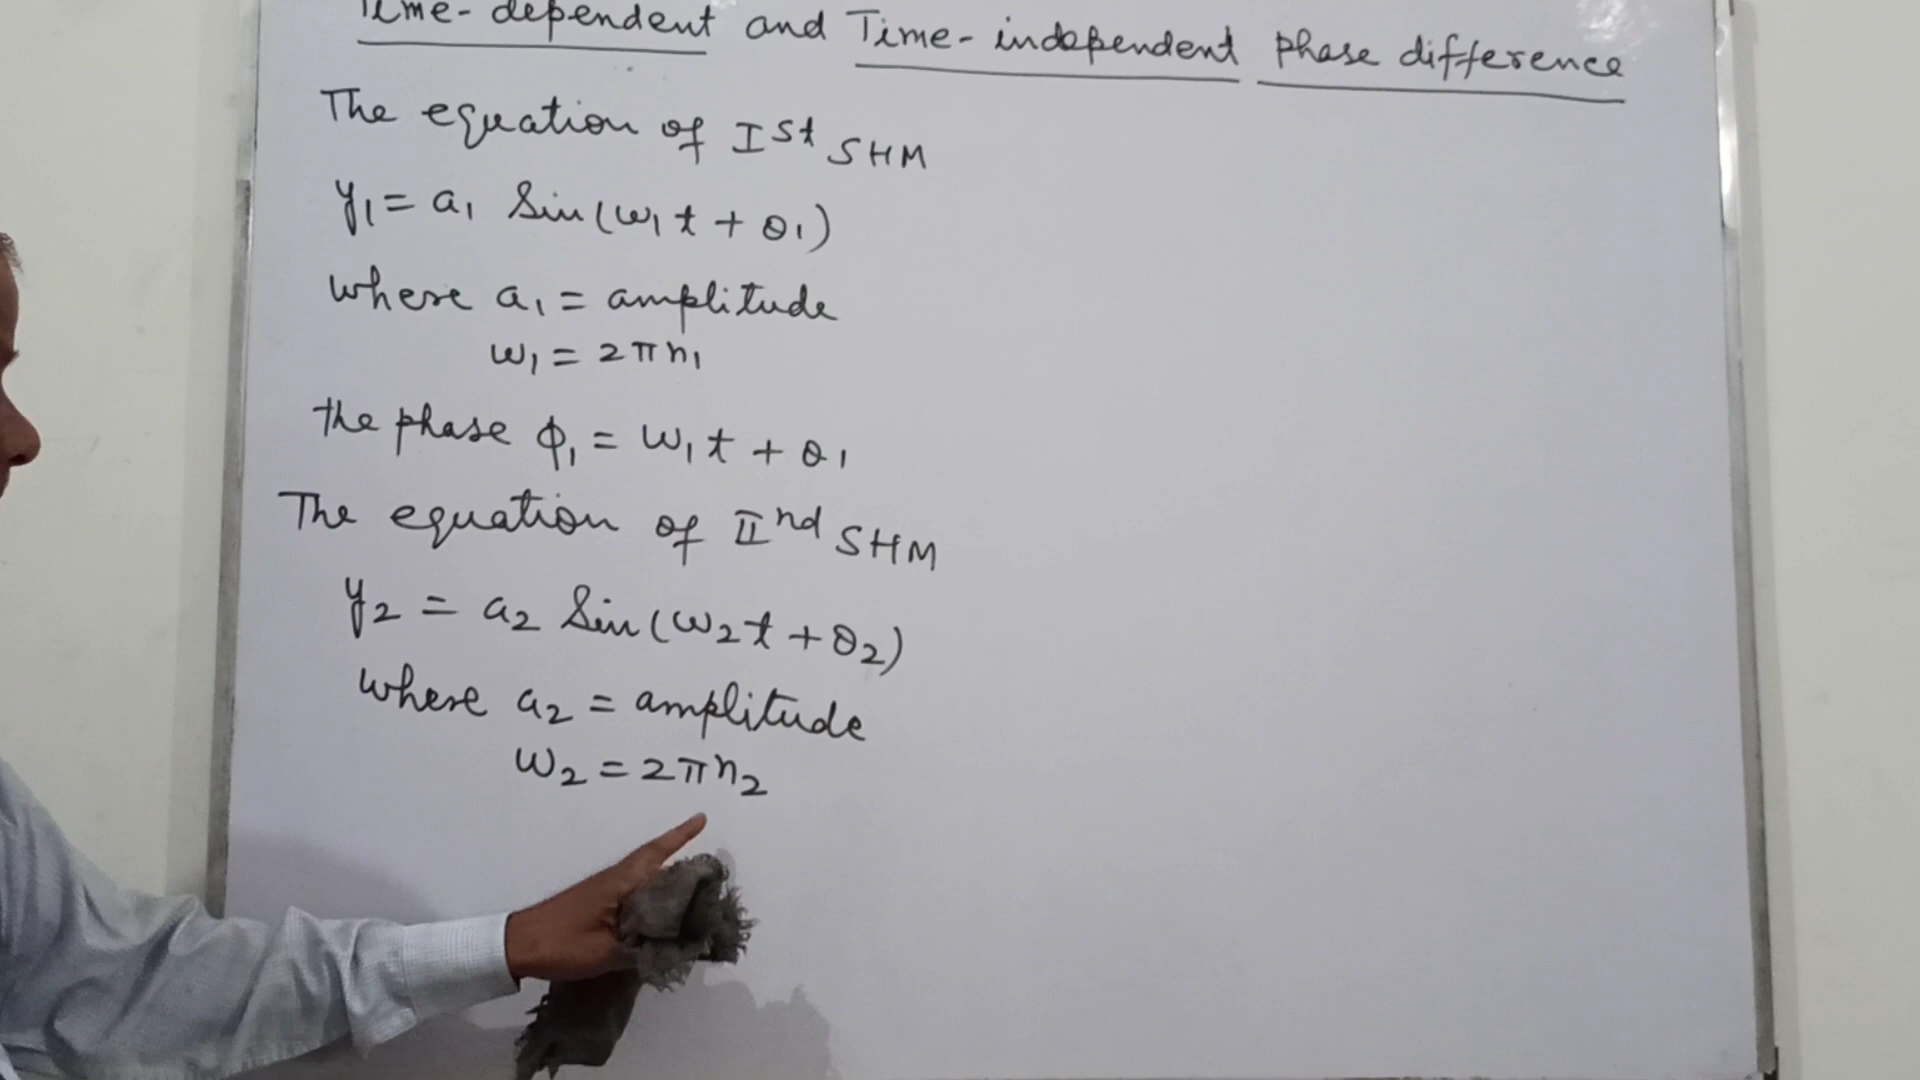 Time-dependent and Time-independent phase difference
The equation of Ist SHM
y1 = a1 Sin(ω1t + θ1)
where a1 = amplitude
ω1 = 2πn1
the phase ϕ1 = ω1t + θ1
The equation of IInd SHM
y2 = a2 Sin(ω2t + θ2)
where a2 = amplitude
ω2 = 2πn2